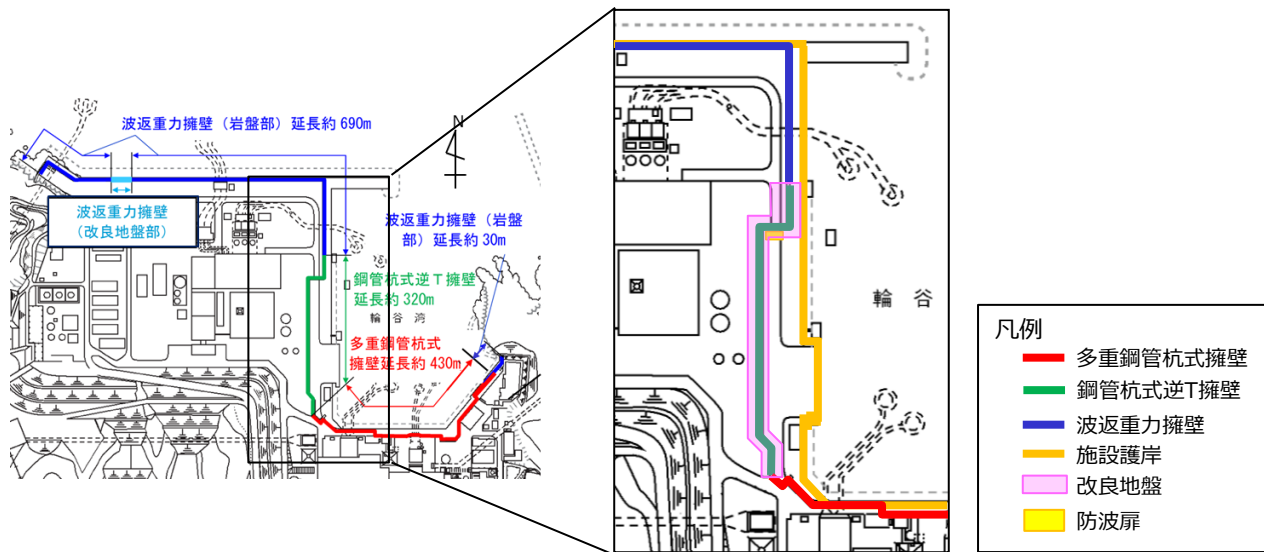 波返重力擁壁（岩盤部）延長約 690m
N
波返重力擁壁
（改良地盤部）
波返重力擁壁（岩盤
部）延長約 30m
鋼管杭式逆Ｔ擁壁
延長約 320m
輪 谷 湾
多重鋼管杭式
擁壁延長約 430m
輪 谷
凡例
多重鋼管杭式擁壁
鋼管杭式逆T擁壁
波返重力擁壁
施設護岸
改良地盤
防波扉